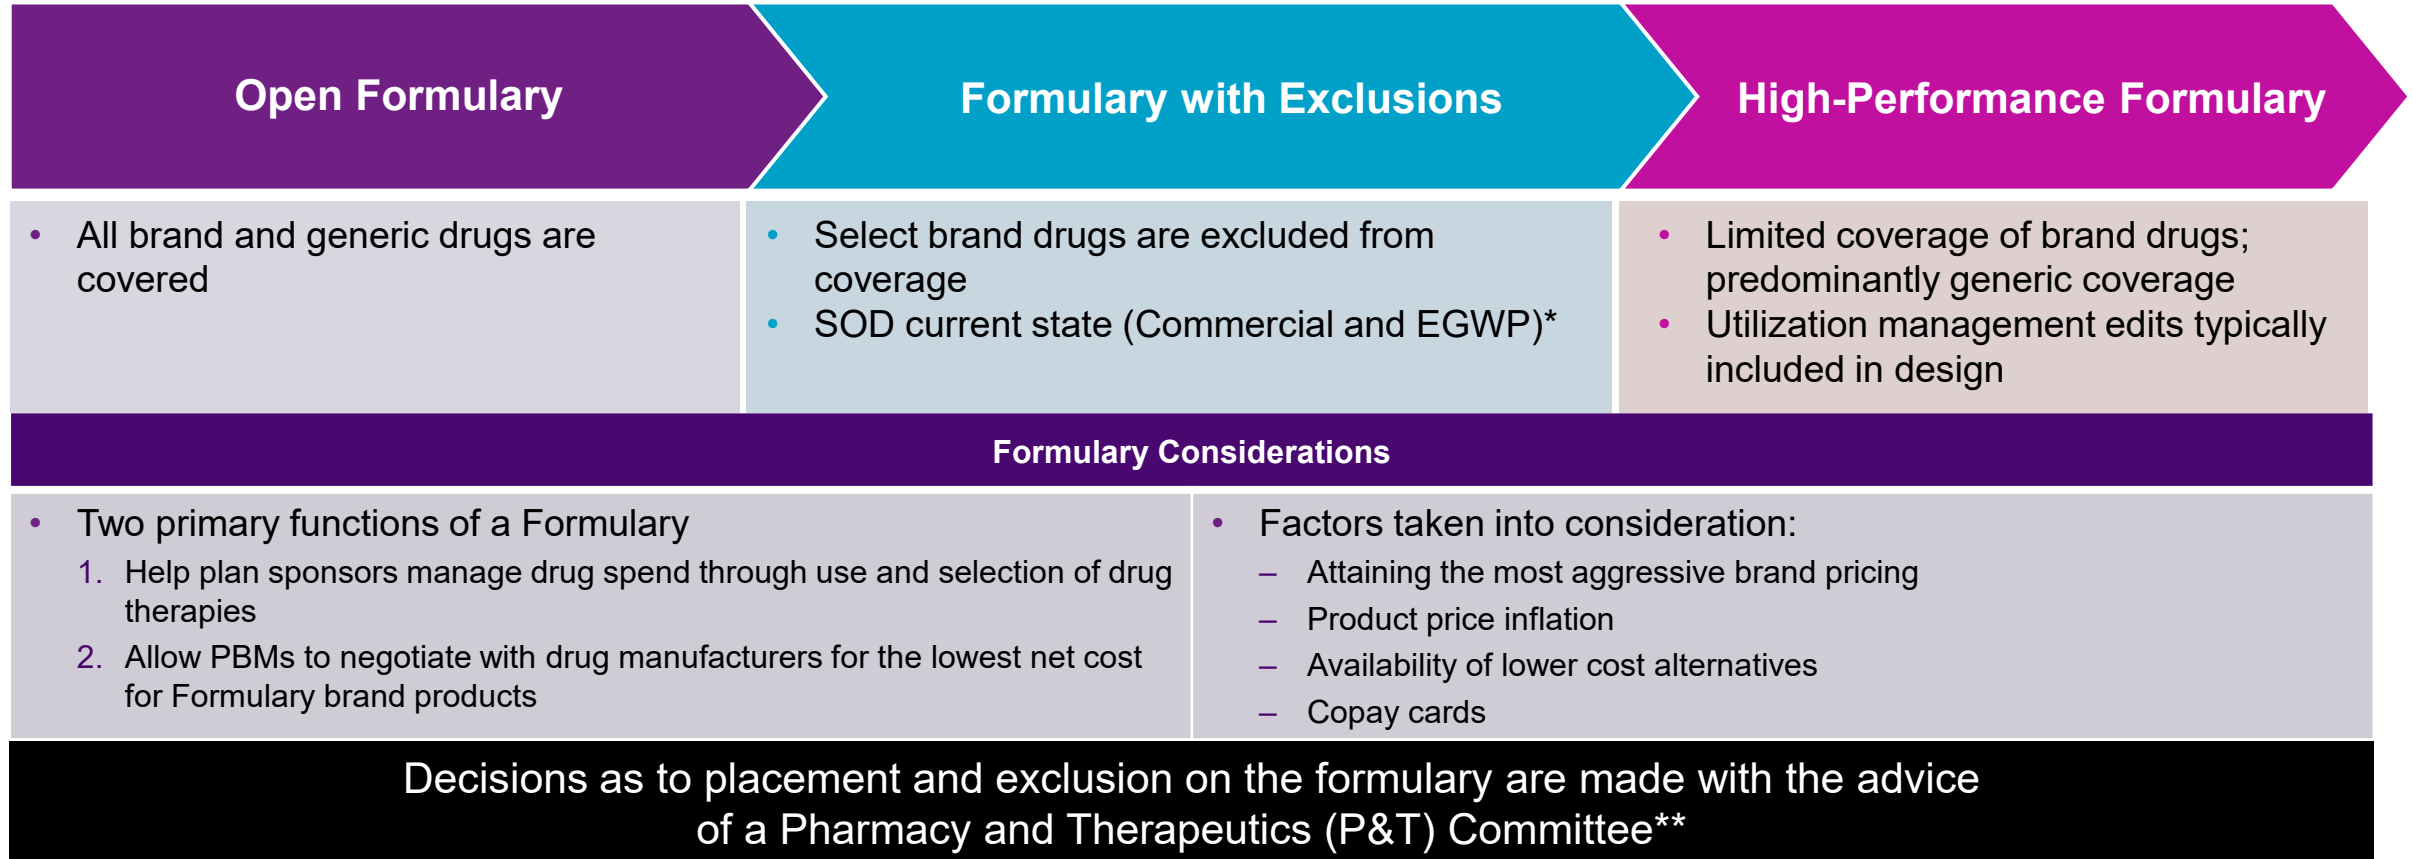 Open Formulary
Formulary with Exclusions
High-Performance Formulary
• All brand and generic drugs are
covered
• Select brand drugs are excluded from
coverage
• SOD current state (Commercial and EGWP)*
• Limited coverage of brand drugs;
predominantly generic coverage
• Utilization management edits typically
included in design
Formulary Considerations
• Two primary functions of a Formulary
1. Help plan sponsors manage drug spend through use and selection of drug
therapies
2. Allow PBMs to negotiate with drug manufacturers for the lowest net cost
for Formulary brand products
• Factors taken into consideration:
– Attaining the most aggressive brand pricing
– Product price inflation
– Availability of lower cost alternatives
– Copay cards
Decisions as to placement and exclusion on the formulary are made with the advice
of a Pharmacy and Therapeutics (P&T) Committee**